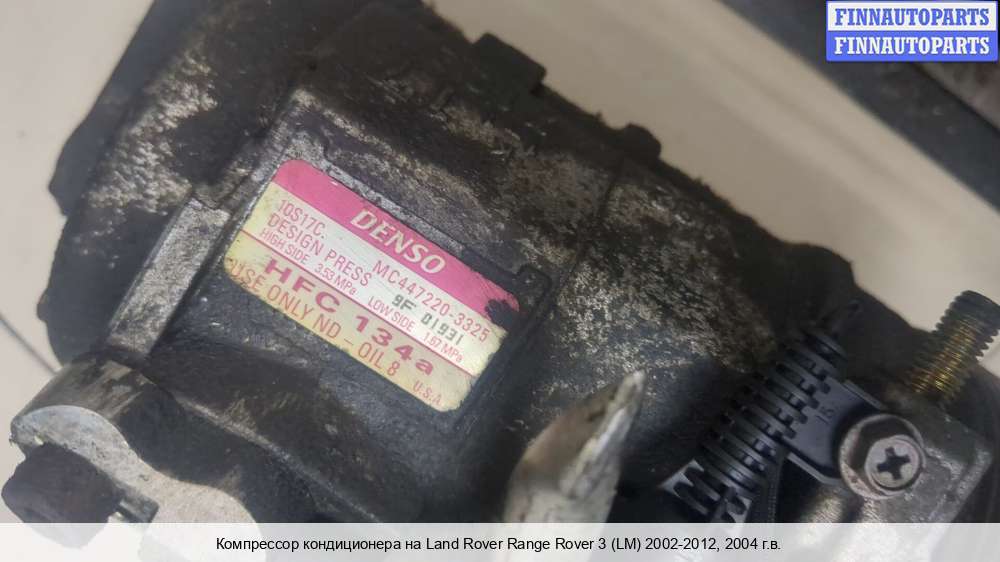 FINNAUTOPARTS
FINNAUTOPARTS
DENSO
10S17C MC447220-3325
DESIGN PRESS 9F 01931
HIGH SIDE 3.53 MPa LOW SIDE 1.67 MPa
HFC 134a
USE ONLY ND-OIL 8 U.S.A.
15
Компрессор кондиционера на Land Rover Range Rover 3 (LM) 2002-2012, 2004 г.в.